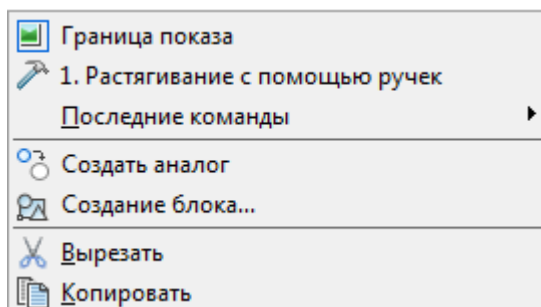 Граница показа
1. Растягивание с помощью ручек
Последние команды
Создать аналог
Создание блока...
Вырезать
Копировать